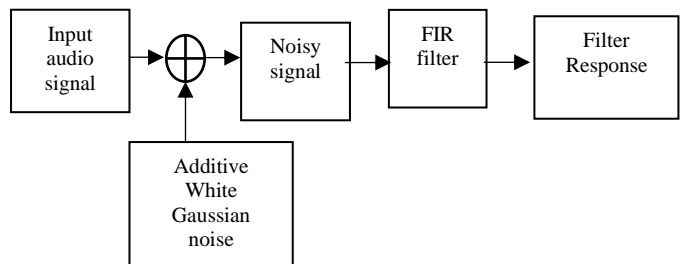 Input
audio
signal
Noisy
signal
FIR
filter
Filter
Response
Additive
White
Gaussian
noise